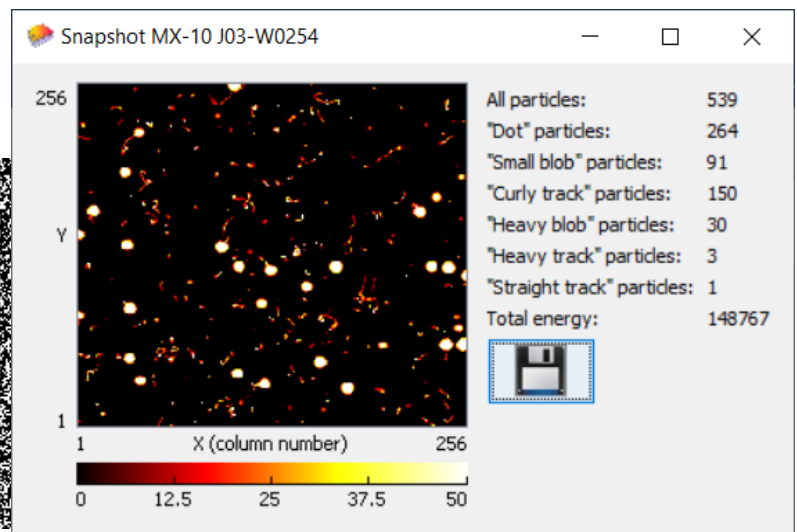 Snapshot MX-10 J03-W0254
256
Y
1
1 X (column number) 256
0 12.5 25 37.5 50
All particles: 539
"Dot" particles: 264
"Small blob" particles: 91
"Curly track" particles: 150
"Heavy blob" particles: 30
"Heavy track" particles: 3
"Straight track" particles: 1
Total energy: 148767